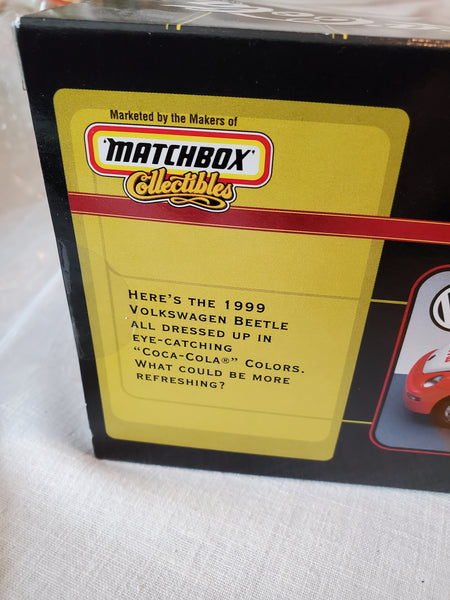 Marketed by the Makers of
"MATCHBOX"
Collectibles
HERE'S THE 1999
VOLKSWAGEN BEETLE
ALL DRESSED UP IN
EYE-CATCHING
"COCA-COLA®" COLORS.
WHAT COULD BE MORE
REFRESHING?